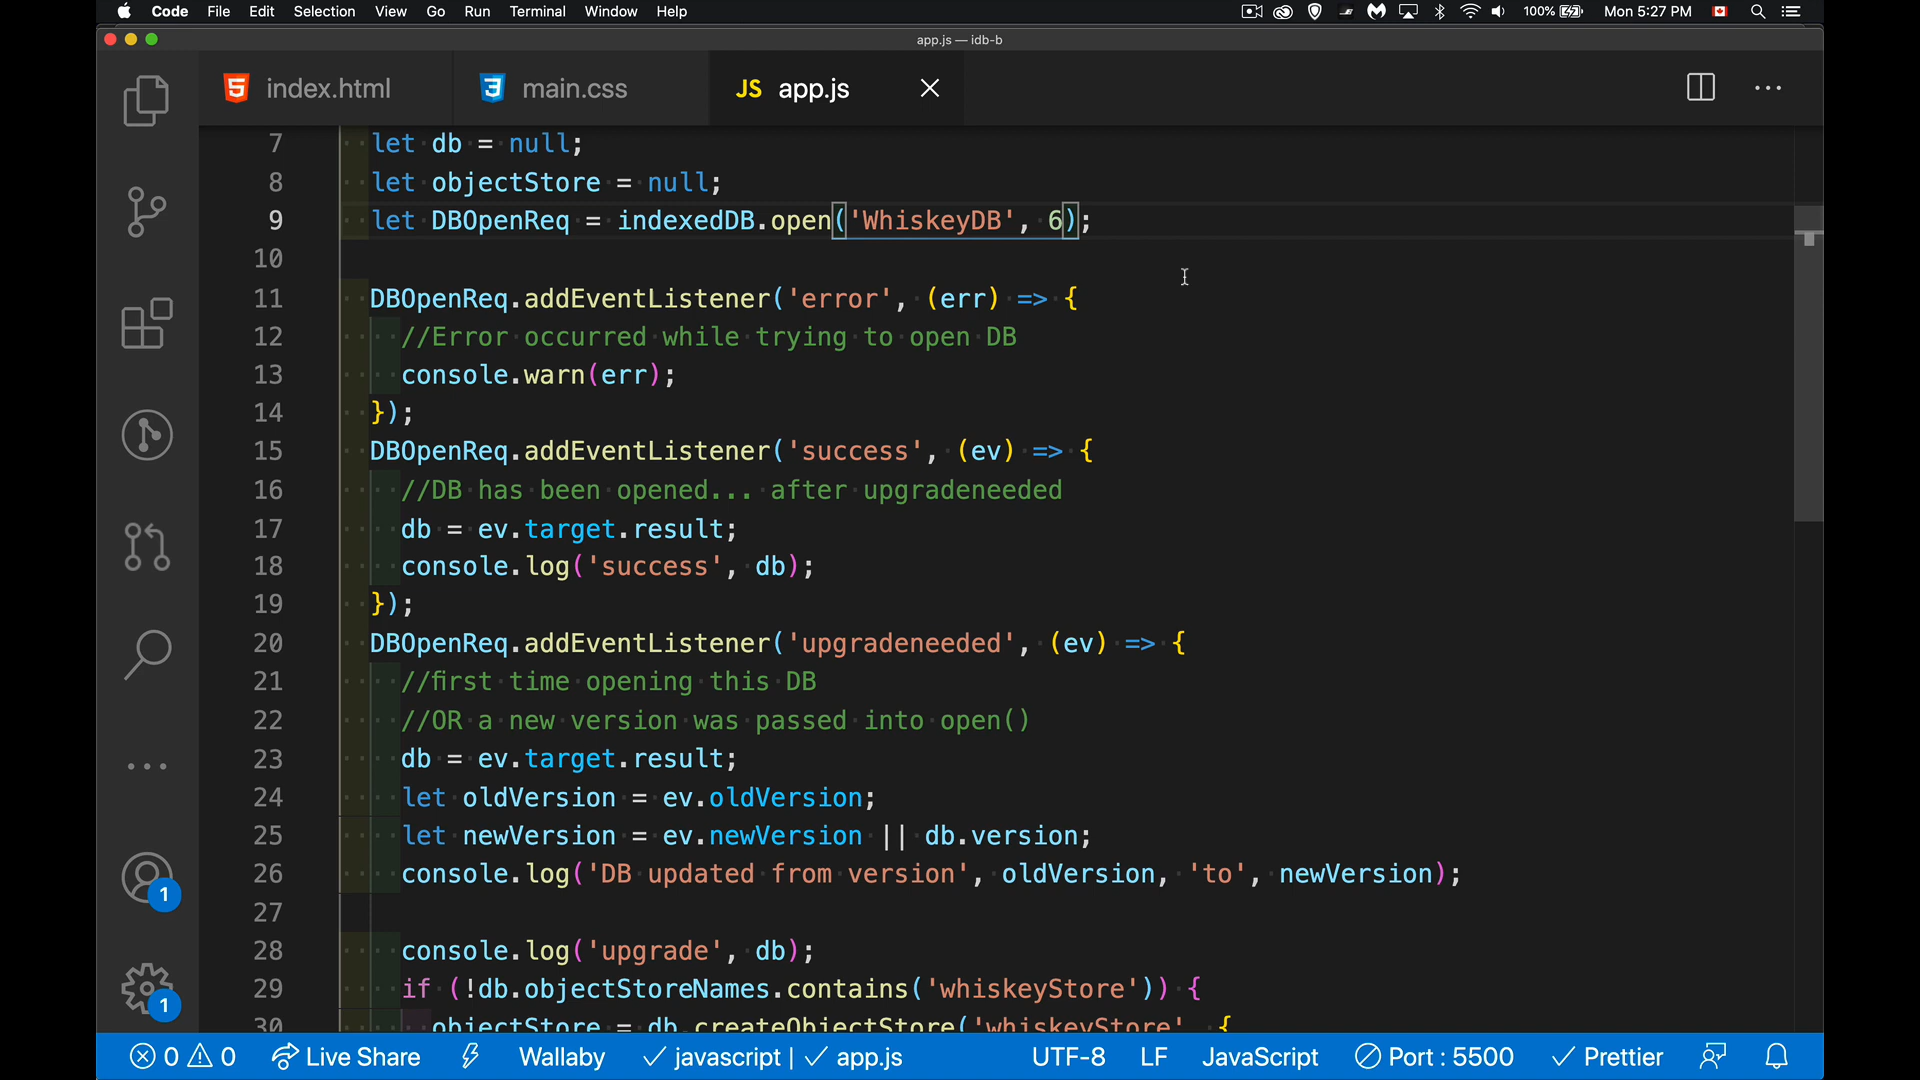 Code File Edit Selection View Go Run Terminal Window Help 100% Mon 5:27 PM
app.js — idb-b
index.html main.css JS app.js
7 let db = null;
8 let objectStore = null;
9 let DBOpenReq = indexedDB.open('WhiskeyDB', 6);
10
11 DBOpenReq.addEventListener('error', (err) => {
12 //Error occurred while trying to open DB
13 console.warn(err);
14 });
15 DBOpenReq.addEventListener('success', (ev) => {
16 //DB has been opened... after upgradeneeded
17 db = ev.target.result;
18 console.log('success', db);
19 });
20 DBOpenReq.addEventListener('upgradeneeded', (ev) => {
21 //first time opening this DB
22 //OR a new version was passed into open()
23 db = ev.target.result;
24 let oldVersion = ev.oldVersion;
25 let newVersion = ev.newVersion || db.version;
26 console.log('DB updated from version', oldVersion, 'to', newVersion);
27
28 console.log('upgrade', db);
29 if (!db.objectStoreNames.contains('whiskeyStore')) {
30 objectStore = db.createObjectStore('whiskeyStore', {
1
1
0 0 Live Share Wallaby javascript | app.js UTF-8 LF JavaScript Port : 5500 Prettier